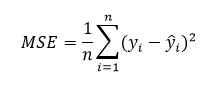 MSE = \frac{1}{n} \sum_{i=1}^{n} (y_i - \hat{y}_i)^2